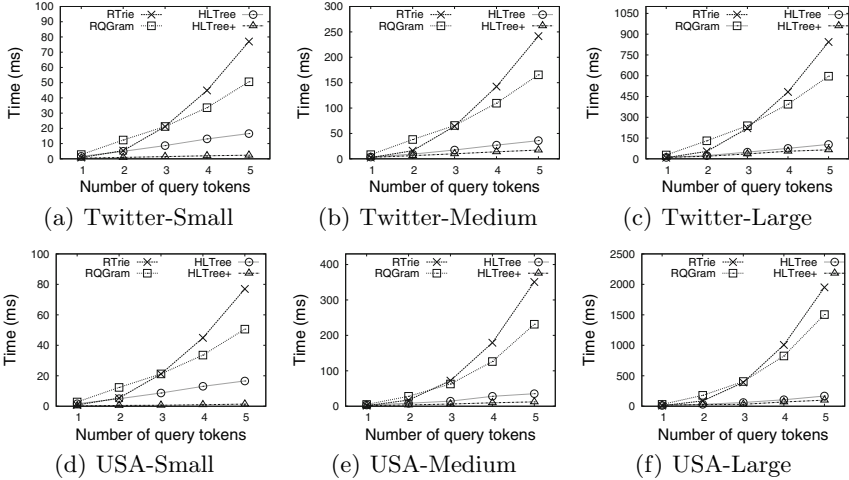 100
90
80
70
60
50
40
30
20
10
0
Time (ms)
RTrie
RQGram
HLTree
HLTree+
1 2 3 4 5
Number of query tokens
(a) Twitter-Small
300
250
200
150
100
50
0
Time (ms)
RTrie
RQGram
HLTree
HLTree+
1 2 3 4 5
Number of query tokens
(b) Twitter-Medium
1050
900
750
600
450
300
150
0
Time (ms)
RTrie
RQGram
HLTree
HLTree+
1 2 3 4 5
Number of query tokens
(c) Twitter-Large
100
80
60
40
20
0
Time (ms)
RTrie
RQGram
HLTree
HLTree+
1 2 3 4 5
Number of query tokens
(d) USA-Small
400
300
200
100
0
Time (ms)
RTrie
RQGram
HLTree
HLTree+
1 2 3 4 5
Number of query tokens
(e) USA-Medium
2500
2000
1500
1000
500
0
Time (ms)
RTrie
RQGram
HLTree
HLTree+
1 2 3 4 5
Number of query tokens
(f) USA-Large